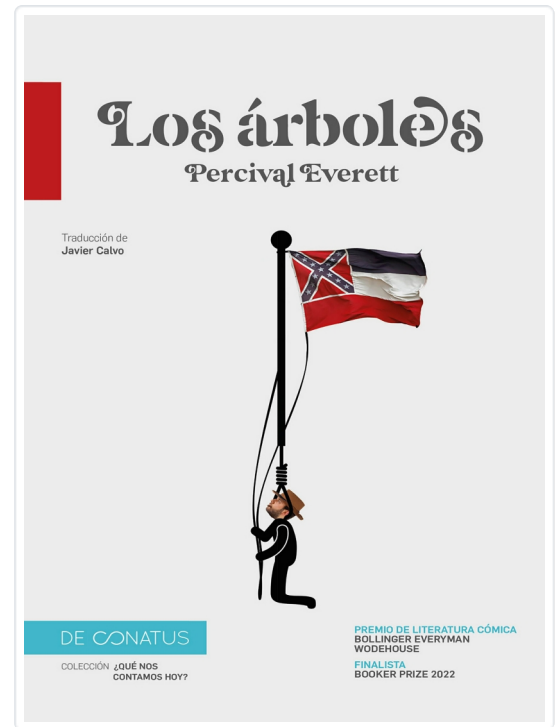 Los árboles
Percival Everett
Traducción de
Javier Calvo
DE CONATUS
COLECCIÓN ¿QUÉ NOS
CONTAMOS HOY?
PREMIO DE LITERATURA CÓMICA
BOLLINGER EVERYMAN
WODEHOUSE
FINALISTA
BOOKER PRIZE 2022